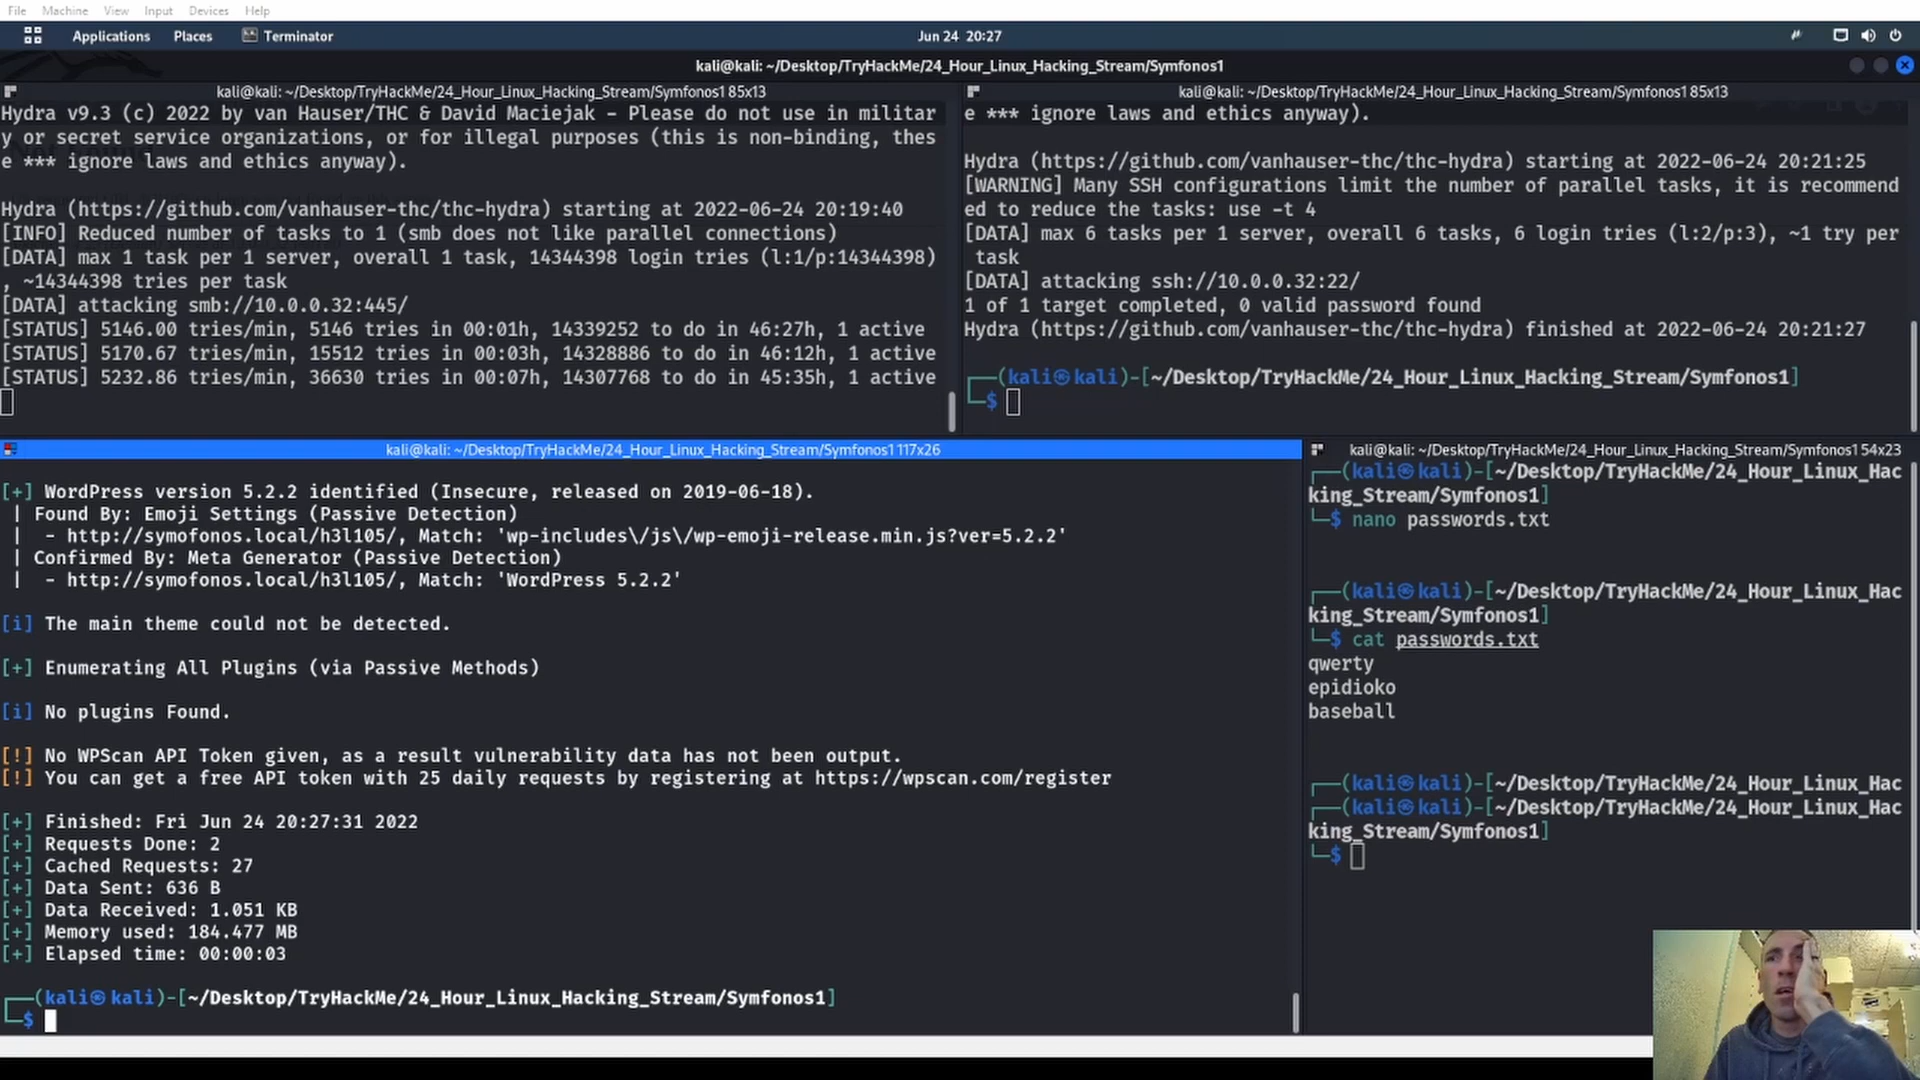 File Machine View Input Devices Help
Applications Places Terminator Jun 24 20:27
kali@kali: ~/Desktop/TryHackMe/24_Hour_Linux_Hacking_Stream/Symfonos1
kali@kali: ~/Desktop/TryHackMe/24_Hour_Linux_Hacking_Stream/Symfonos1 85x13
Hydra v9.3 (c) 2022 by van Hauser/THC & David Maciejak - Please do not use in militar
y or secret service organizations, or for illegal purposes (this is non-binding, thes
e *** ignore laws and ethics anyway).
Hydra (https://github.com/vanhauser-thc/thc-hydra) starting at 2022-06-24 20:19:40
[INFO] Reduced number of tasks to 1 (smb does not like parallel connections)
[DATA] max 1 task per 1 server, overall 1 task, 14344398 login tries (l:1/p:14344398)
, ~14344398 tries per task
[DATA] attacking smb://10.0.0.32:445/
[STATUS] 5146.00 tries/min, 5146 tries in 00:01h, 14339252 to do in 46:27h, 1 active
[STATUS] 5170.67 tries/min, 15512 tries in 00:03h, 14328886 to do in 46:12h, 1 active
[STATUS] 5232.86 tries/min, 36630 tries in 00:07h, 14307768 to do in 45:35h, 1 active
kali@kali: ~/Desktop/TryHackMe/24_Hour_Linux_Hacking_Stream/Symfonos1 85x13
e *** ignore laws and ethics anyway).
Hydra (https://github.com/vanhauser-thc/thc-hydra) starting at 2022-06-24 20:21:25
[WARNING] Many SSH configurations limit the number of parallel tasks, it is recommend
ed to reduce the tasks: use -t 4
[DATA] max 6 tasks per 1 server, overall 6 tasks, 6 login tries (l:2/p:3), ~1 try per
task
[DATA] attacking ssh://10.0.0.32:22/
1 of 1 target completed, 0 valid password found
Hydra (https://github.com/vanhauser-thc/thc-hydra) finished at 2022-06-24 20:21:27
┌──(kali㉿kali)-[~/Desktop/TryHackMe/24_Hour_Linux_Hacking_Stream/Symfonos1]
└─$
kali@kali: ~/Desktop/TryHackMe/24_Hour_Linux_Hacking_Stream/Symfonos1 117x26
[+] WordPress version 5.2.2 identified (Insecure, released on 2019-06-18).
| Found By: Emoji Settings (Passive Detection)
|  - http://symofonos.local/h3l105/, Match: 'wp-includes\/js\/wp-emoji-release.min.js?ver=5.2.2'
| Confirmed By: Meta Generator (Passive Detection)
|  - http://symofonos.local/h3l105/, Match: 'WordPress 5.2.2'
[i] The main theme could not be detected.
[+] Enumerating All Plugins (via Passive Methods)
[i] No plugins Found.
[!] No WPScan API Token given, as a result vulnerability data has not been output.
[!] You can get a free API token with 25 daily requests by registering at https://wpscan.com/register
[+] Finished: Fri Jun 24 20:27:31 2022
[+] Requests Done: 2
[+] Cached Requests: 27
[+] Data Sent: 636 B
[+] Data Received: 1.051 KB
[+] Memory used: 184.477 MB
[+] Elapsed time: 00:00:03
┌──(kali㉿kali)-[~/Desktop/TryHackMe/24_Hour_Linux_Hacking_Stream/Symfonos1]
└─$
kali@kali: ~/Desktop/TryHackMe/24_Hour_Linux_Hacking_Stream/Symfonos1 54x23
┌──(kali㉿kali)-[~/Desktop/TryHackMe/24_Hour_Linux_Hac
king_Stream/Symfonos1]
└─$ nano passwords.txt
┌──(kali㉿kali)-[~/Desktop/TryHackMe/24_Hour_Linux_Hac
king_Stream/Symfonos1]
└─$ cat passwords.txt
qwerty
epidioko
baseball
┌──(kali㉿kali)-[~/Desktop/TryHackMe/24_Hour_Linux_Hac
┌──(kali㉿kali)-[~/Desktop/TryHackMe/24_Hour_Linux_Hac
king_Stream/Symfonos1]
└─$